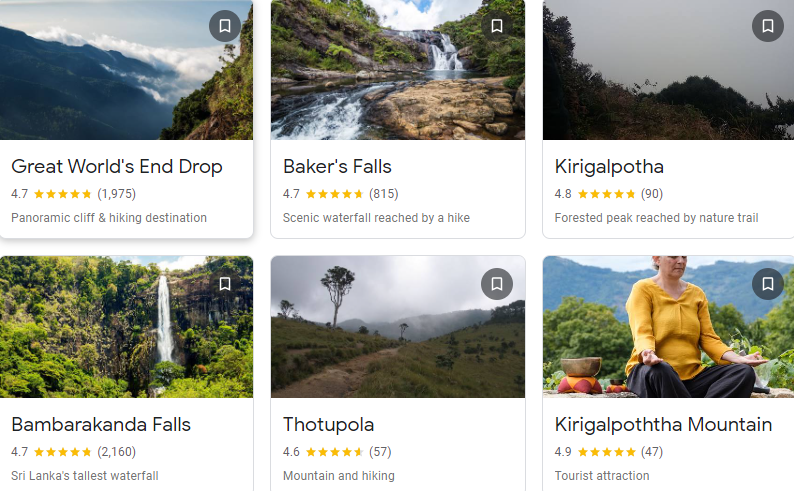 Great World's End Drop
4.7 (1,975)
Panoramic cliff & hiking destination
Baker's Falls
4.7 (815)
Scenic waterfall reached by a hike
Kirigalpotha
4.8 (90)
Forested peak reached by nature trail
Bambarakanda Falls
4.7 (2,160)
Sri Lanka's tallest waterfall
Thotupola
4.6 (57)
Mountain and hiking
Kirigalpoththa Mountain
4.9 (47)
Tourist attraction